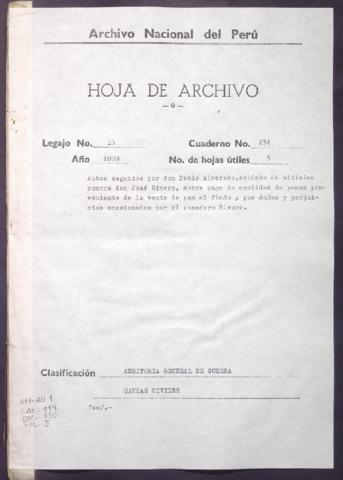 Archivo Nacional del Perú
HOJA DE ARCHIVO
—o—
Legajo No. 15 Cuaderno No. 254
Año 1809 No. de hojas útiles 5
Autos seguidos por don Pablo Alvarado, soldado de milicias
contra don José Rivera, sobre pago de cantidad de pesos pro-
veniente de la venta de pan al fiado y por daños y perjui-
cios ocasionados por el panadero Rivera.
Clasificación AUDITORIA GENERAL DE GUERRA
CAUSAS CIVILES